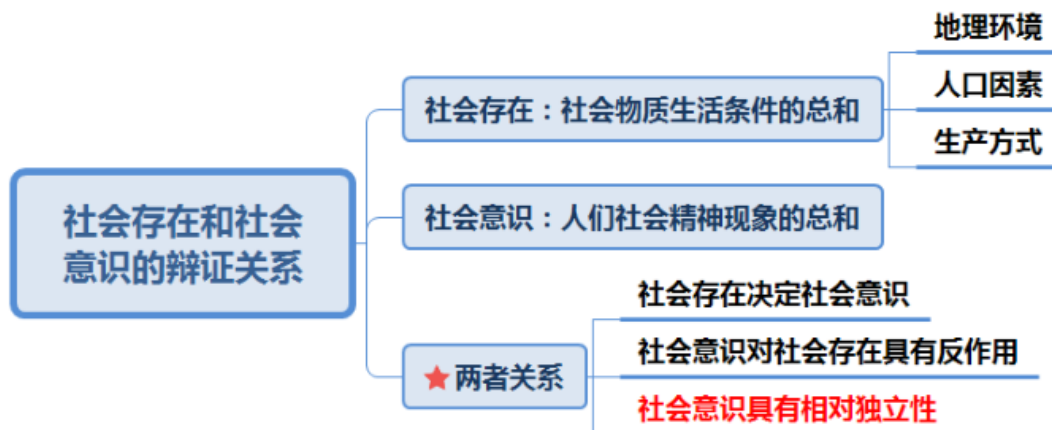 社会存在和社会
意识的辩证关系
社会存在：社会物质生活条件的总和
地理环境
人口因素
生产方式
社会意识：人们社会精神现象的总和
两者关系
社会存在决定社会意识
社会意识对社会存在具有反作用
社会意识具有相对独立性